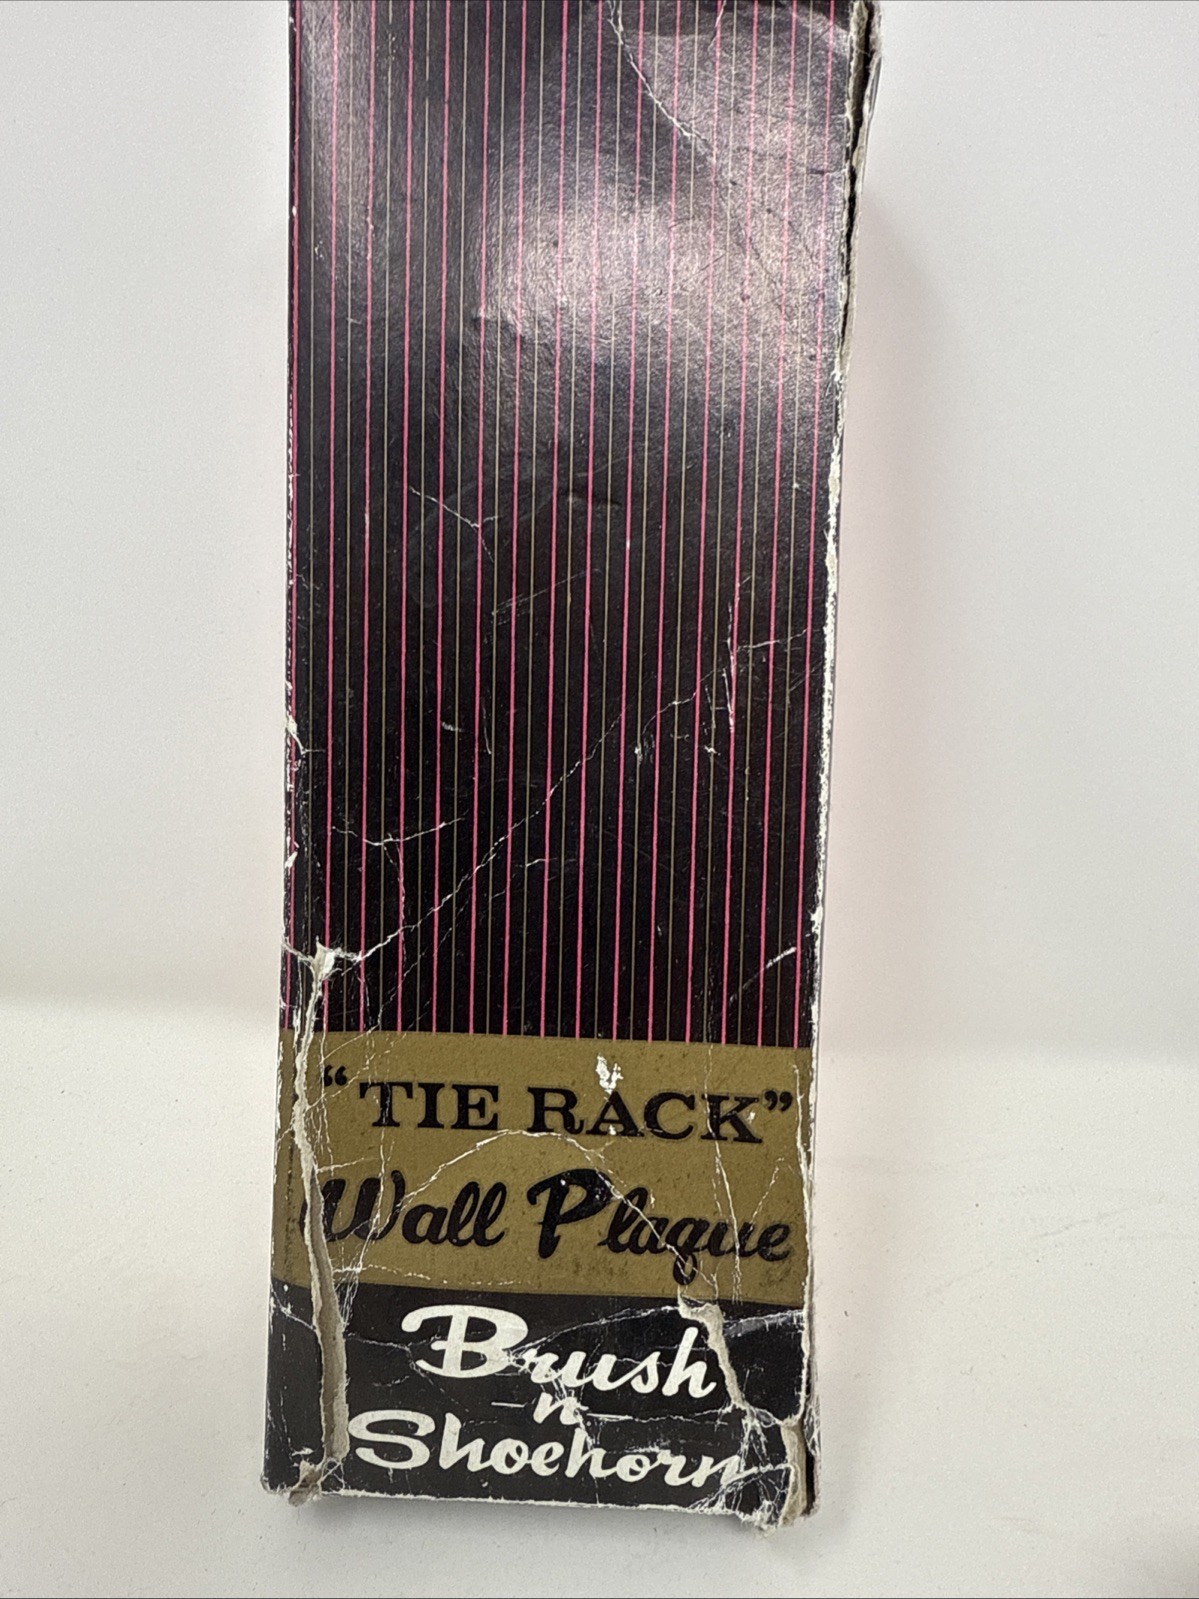 “TIE RACK”
Wall Plaque
Brush
-n-
Shoehorn